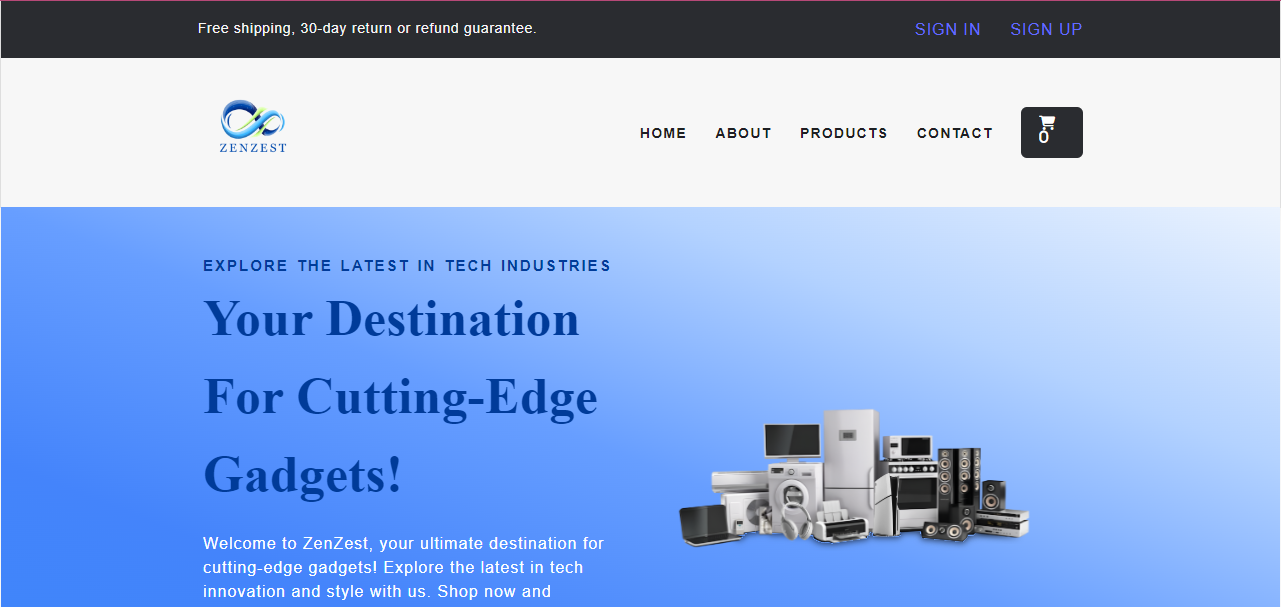 Free shipping, 30-day return or refund guarantee.
SIGN IN
SIGN UP
ZENZEST
HOME
ABOUT
PRODUCTS
CONTACT
0
EXPLORE THE LATEST IN TECH INDUSTRIES
Your Destination
For Cutting-Edge
Gadgets!
Welcome to ZenZest, your ultimate destination for
cutting-edge gadgets! Explore the latest in tech
innovation and style with us. Shop now and